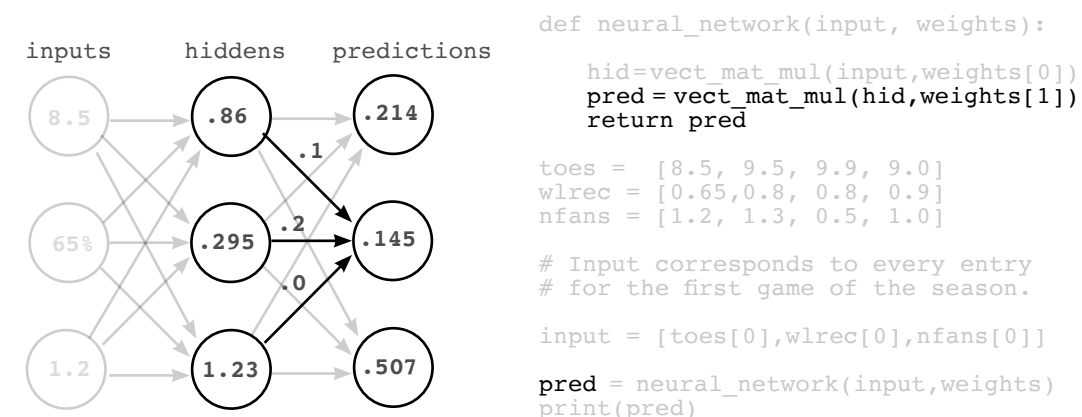 inputs hiddens predictions
8.5 .86 .214
.1
65% .295 .2 .145
.0
1.2 1.23 .507
def neural_network(input, weights):
hid=vect_mat_mul(input,weights[0])
pred = vect_mat_mul(hid,weights[1])
return pred
toes = [8.5, 9.5, 9.9, 9.0]
wlrec = [0.65,0.8, 0.8, 0.9]
nfans = [1.2, 1.3, 0.5, 1.0]
# Input corresponds to every entry
# for the first game of the season.
input = [toes[0],wlrec[0],nfans[0]]
pred = neural_network(input,weights)
print(pred)